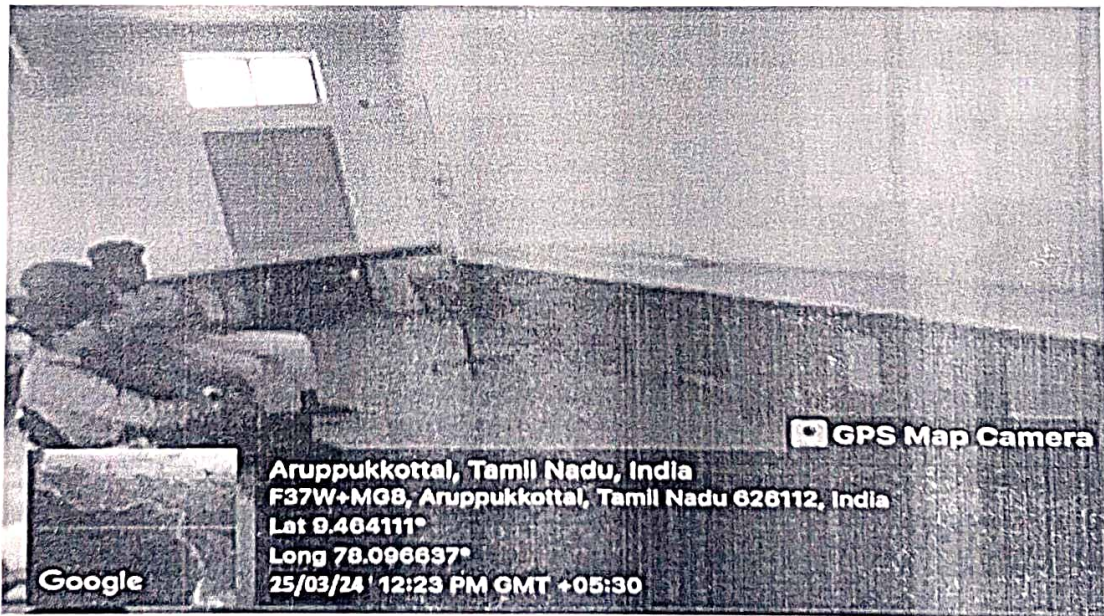 GPS Map Camera
Aruppukkottai, Tamil Nadu, India
F37W+MG8, Aruppukkottai, Tamil Nadu 626112, India
Lat 9.464111°
Long 78.096637°
25/03/24 12:23 PM GMT +05:30
Google